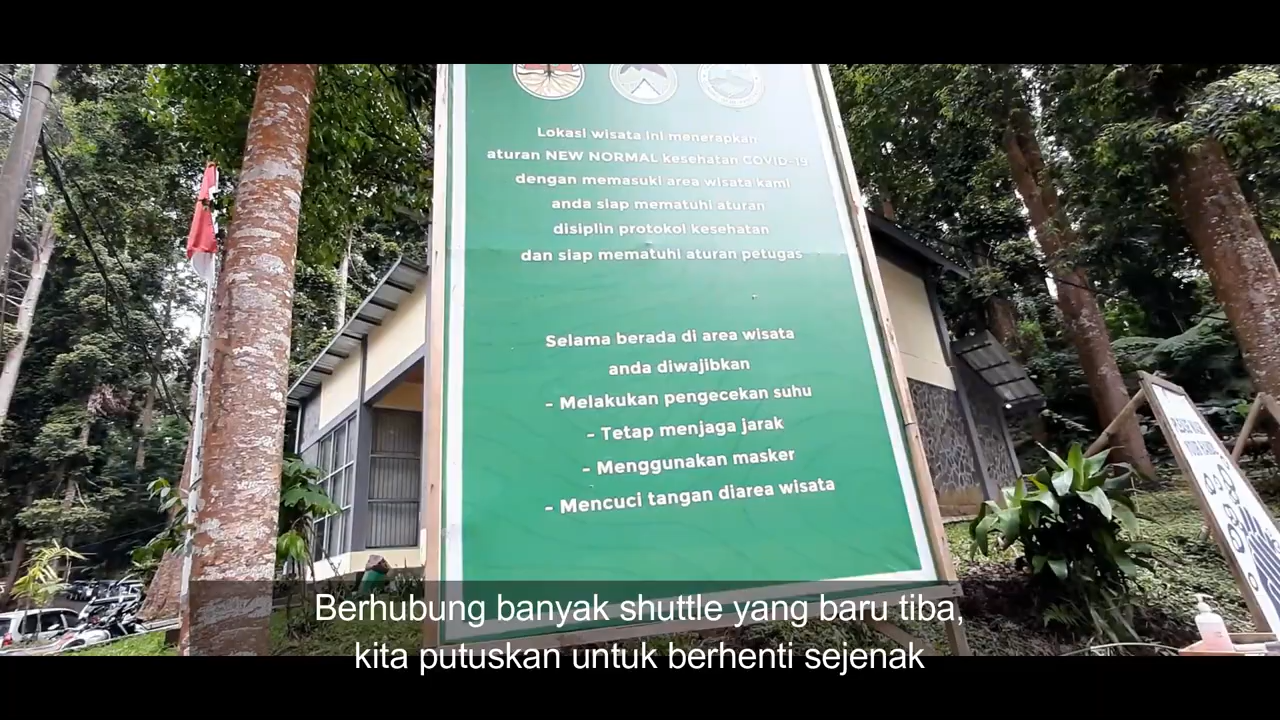 Lokasi wisata ini menerapkan
aturan NEW NORMAL kesehatan COVID-19
dengan memasuki area wisata kami
anda siap mematuhi aturan
disiplin protokol kesehatan
dan siap mematuhi aturan petugas
Selama berada di area wisata
anda diwajibkan
- Melakukan pengecekan suhu
- Tetap menjaga jarak
- Menggunakan masker
- Mencuci tangan diarea wisata
YOUR
Berhubung banyak shuttle yang baru tiba,
kita putuskan untuk berhenti sejenak